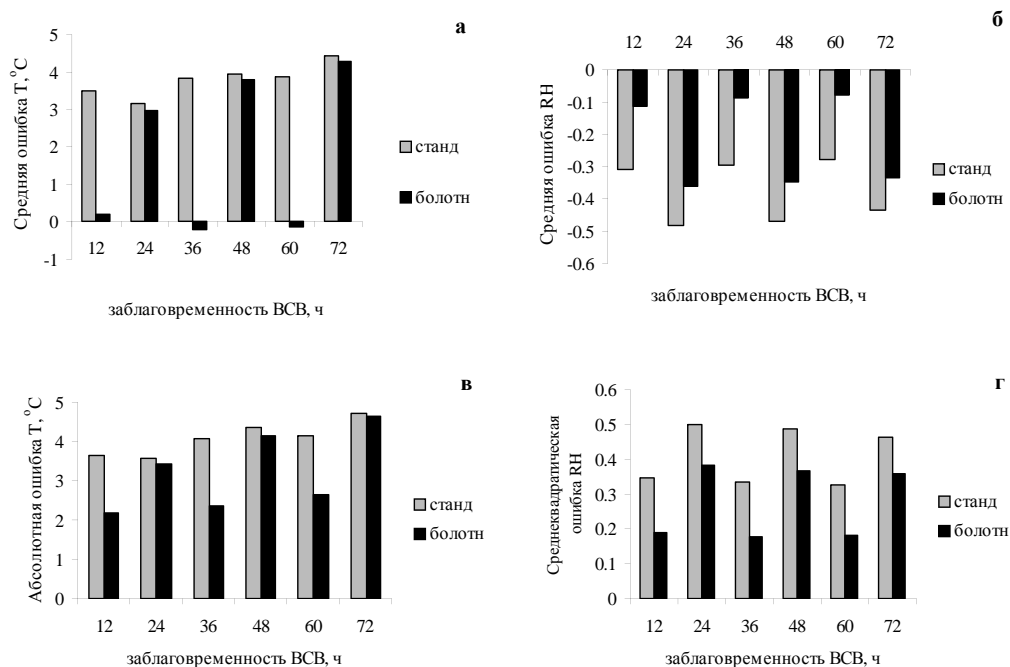 а
Средняя ошибка T, °C
5
4
3
2
1
0
-1
12 24 36 48 60 72
заблаговременность ВСВ, ч
станд
болотн
б
Средняя ошибка RH
12 24 36 48 60 72
0
-0.1
-0.2
-0.3
-0.4
-0.5
-0.6
заблаговременность ВСВ, ч
станд
болотн
в
Абсолютная ошибка T, °C
5
4
3
2
1
0
12 24 36 48 60 72
заблаговременность ВСВ, ч
станд
болотн
г
Среднеквадратическая
ошибка RH
0.6
0.5
0.4
0.3
0.2
0.1
0
12 24 36 48 60 72
заблаговременность ВСВ, ч
станд
болотн